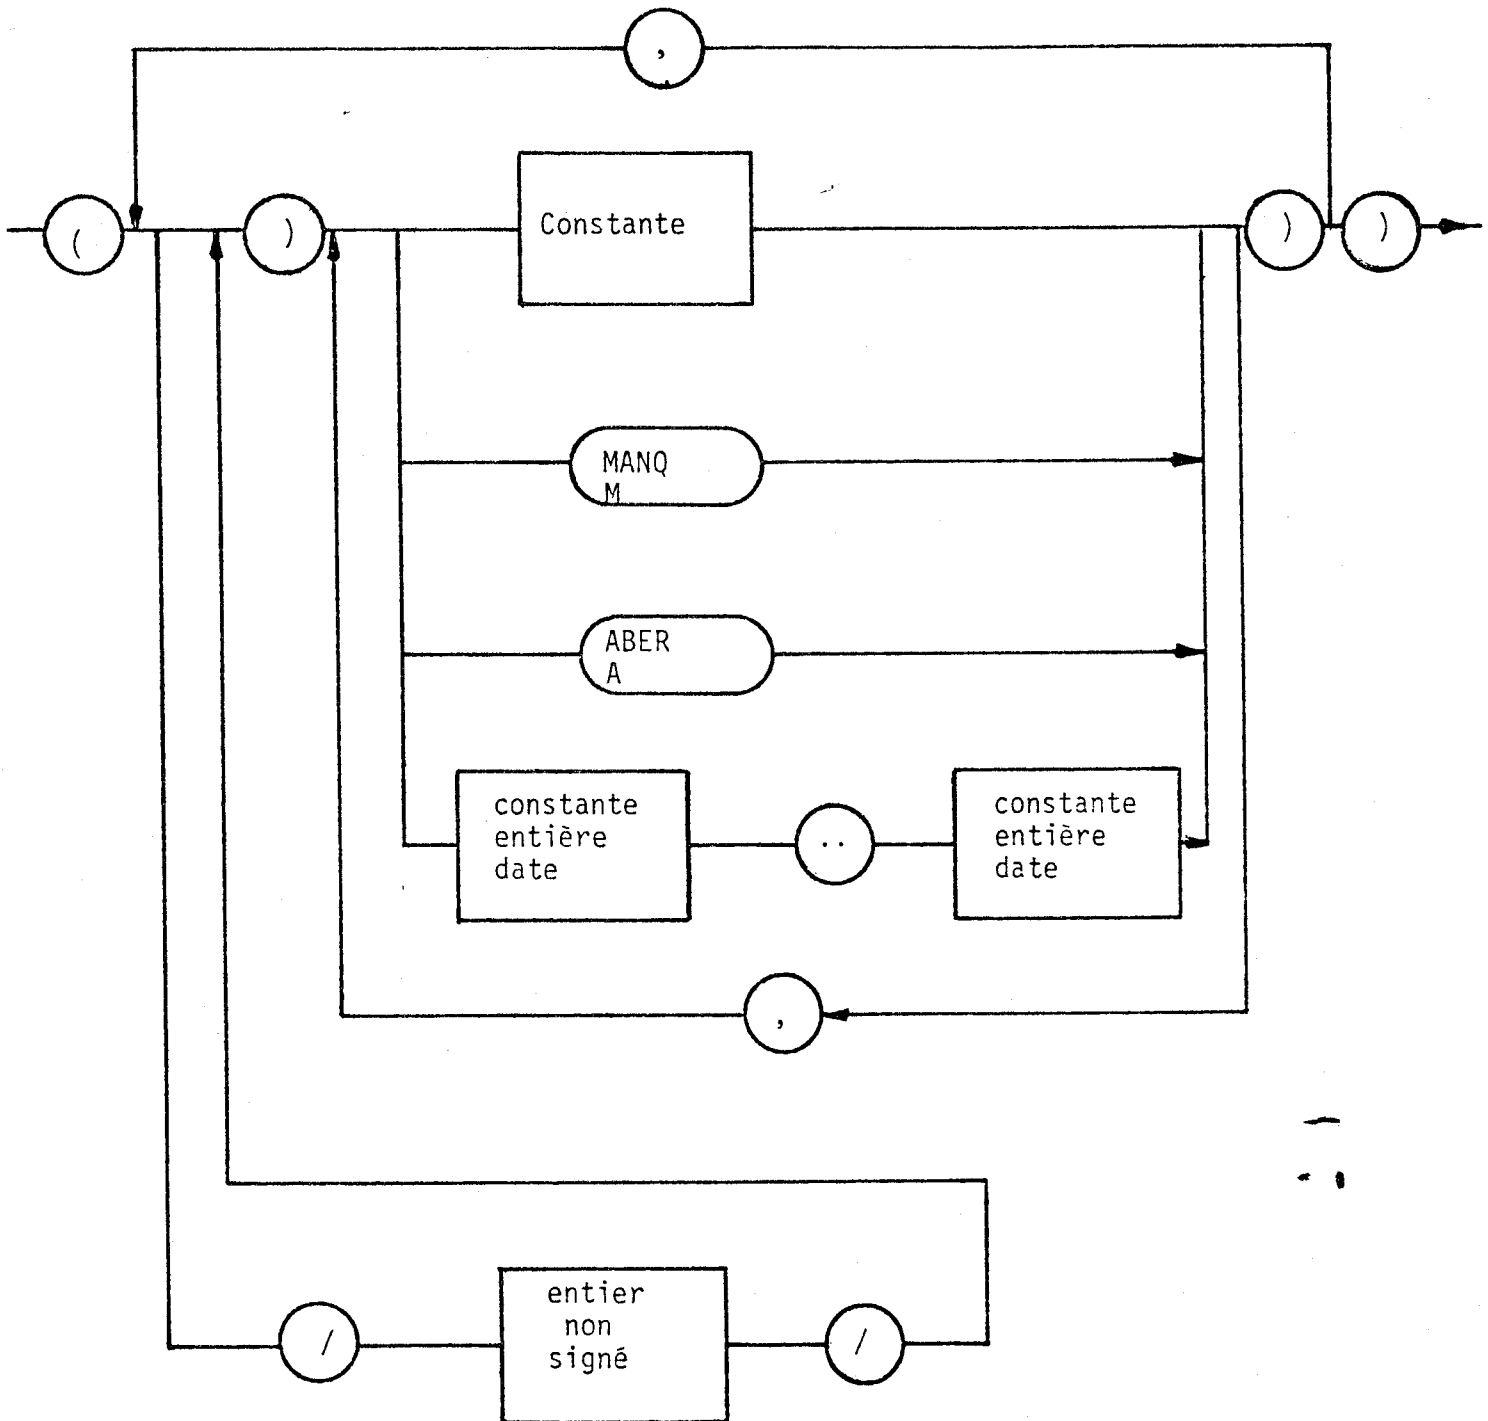 ,
( ) Constante ) )
MANQ
M
ABER
A
constante
entière
date
..
constante
entière
date
,
/
entier
non
signé
/